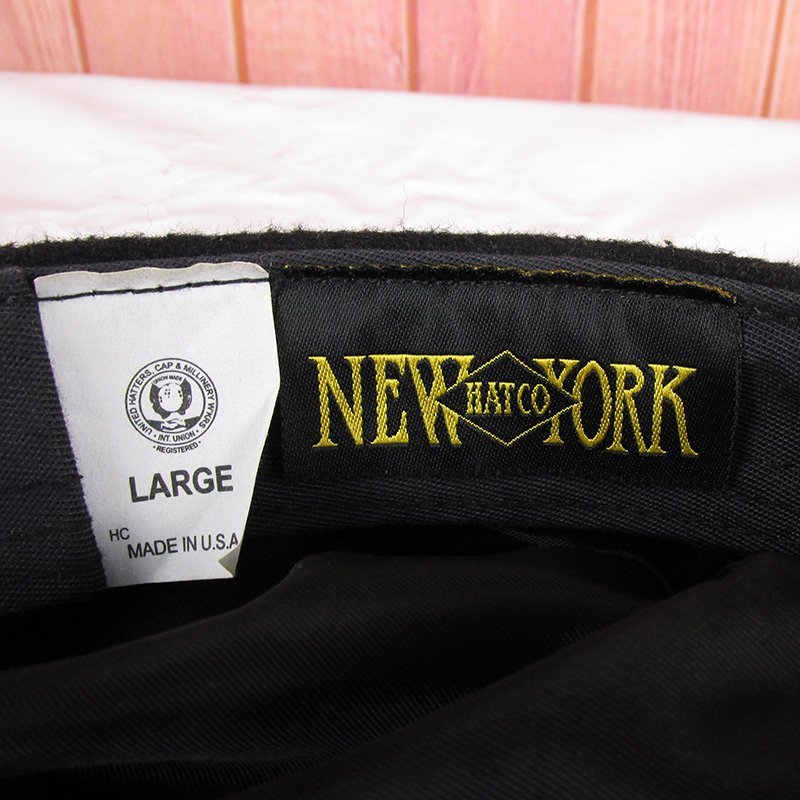 UNITED HATTERS, CAP & MILLINERY WKRS
UNION MADE
· INT. UNION ·
· REGISTERED ·
LARGE
HC
MADE IN U.S.A
NEW HAT CO YORK